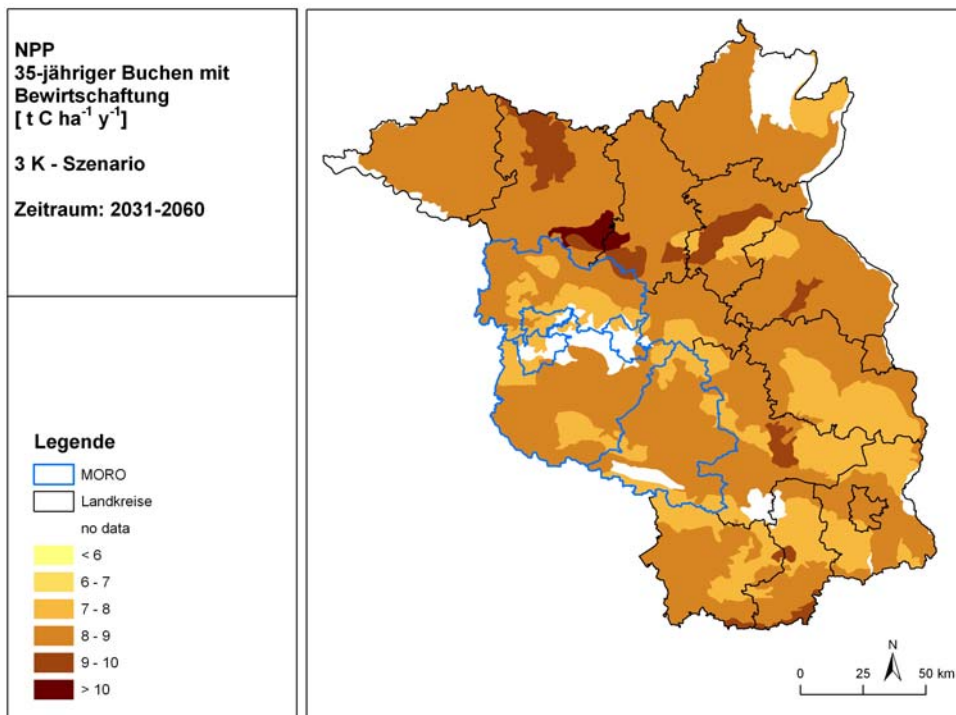 NPP
35-jähriger Buchen mit
Bewirtschaftung
[ t C ha⁻¹ y⁻¹]
3 K - Szenario
Zeitraum: 2031-2060
Legende
MORO
Landkreise
no data
< 6
6 - 7
7 - 8
8 - 9
9 - 10
> 10
N
0 25 50 km